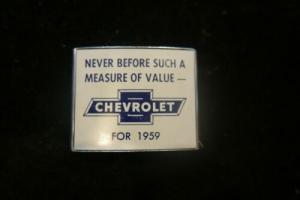 NEVER BEFORE SUCH A
MEASURE OF VALUE —
CHEVROLET
FOR 1959